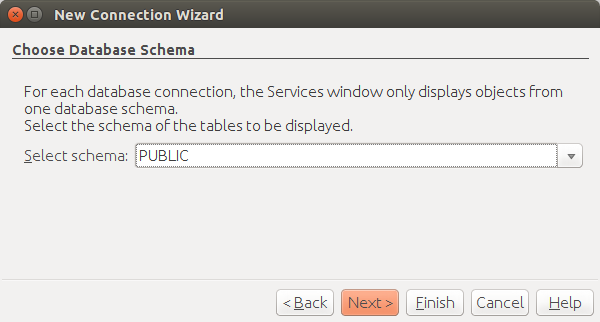 New Connection Wizard
Choose Database Schema
For each database connection, the Services window only displays objects from
one database schema.
Select the schema of the tables to be displayed.
Select schema: PUBLIC
< Back Next > Finish Cancel Help